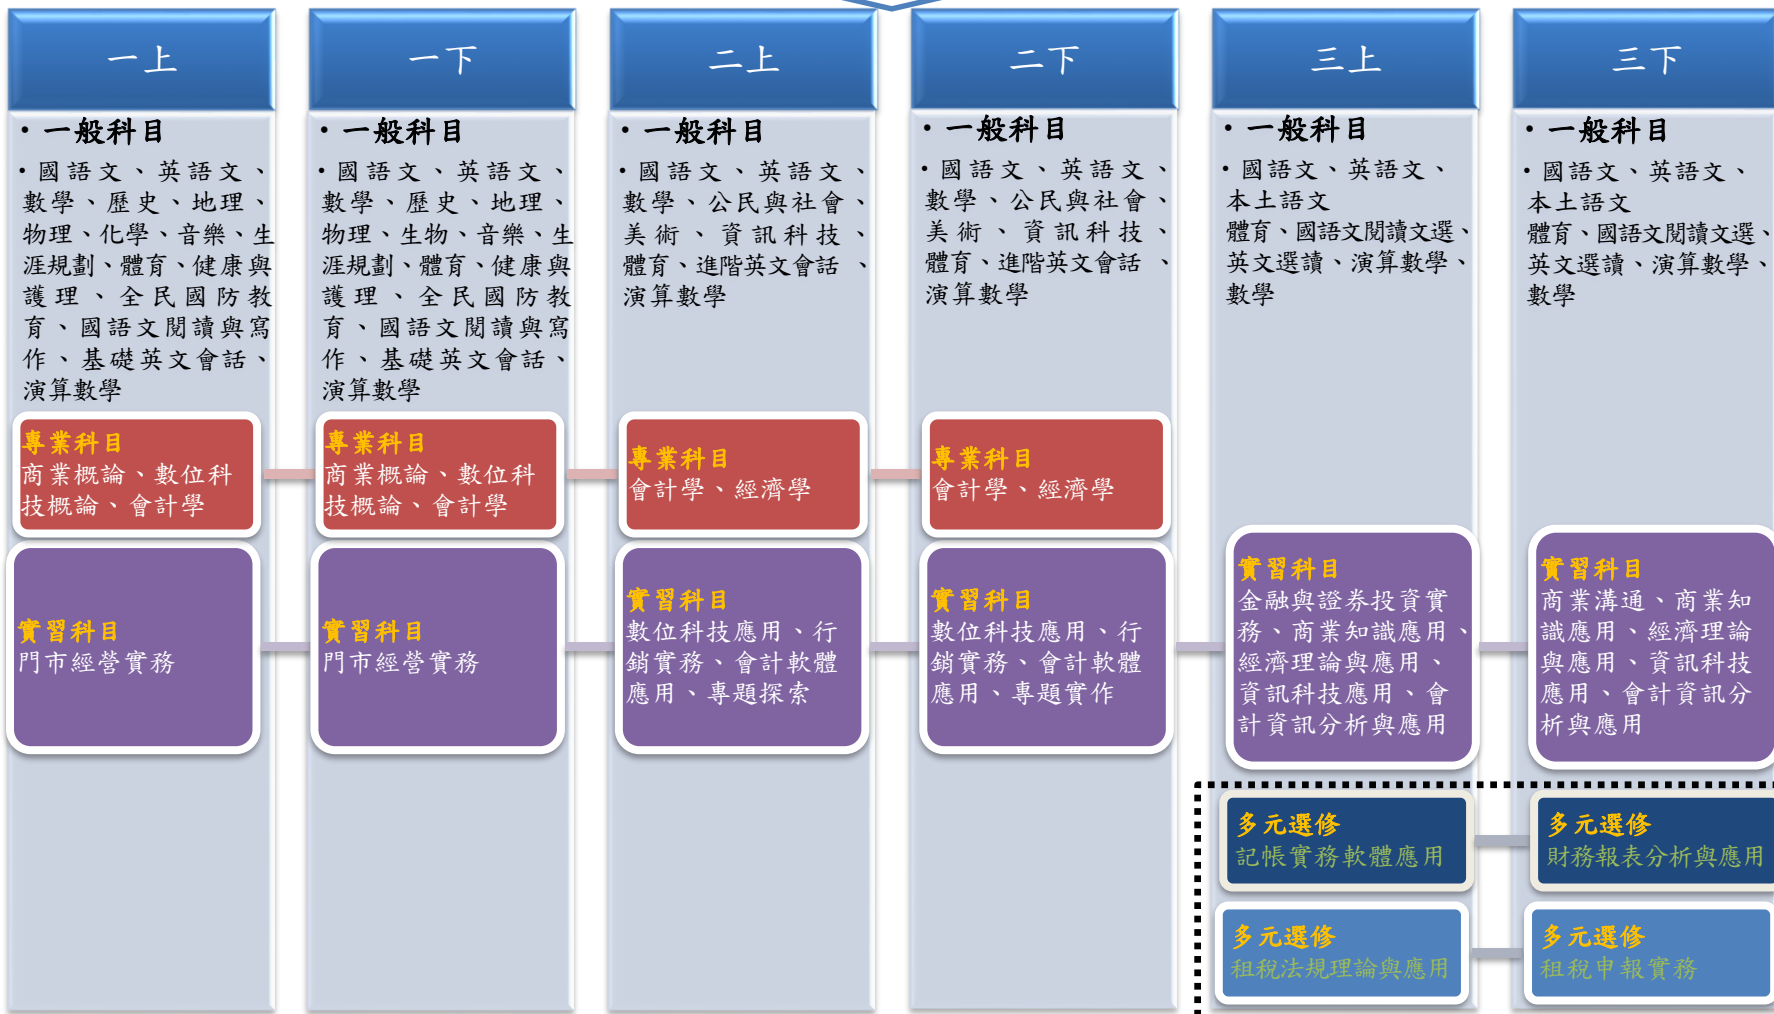 一上
・一般科目
・國語文、英語文、
數學、歷史、地理、
物理、化學、音樂、生
涯規劃、體育、健康與
護理、全民國防教
育、國語文閱讀與寫
作、基礎英文會話、
演算數學
專業科目
商業概論、數位科
技概論、會計學
實習科目
門市經營實務
一下
・一般科目
・國語文、英語文、
數學、歷史、地理、
物理、生物、音樂、生
涯規劃、體育、健康與
護理、全民國防教
育、國語文閱讀與寫
作、基礎英文會話、
演算數學
專業科目
商業概論、數位科
技概論、會計學
實習科目
門市經營實務
二上
・一般科目
・國語文、英語文、
數學、公民與社會、
美術、資訊科技、
體育、進階英文會話、
演算數學
專業科目
會計學、經濟學
實習科目
數位科技應用、行
銷實務、會計軟體
應用、專題探索
二下
・一般科目
・國語文、英語文、
數學、公民與社會、
美術、資訊科技、
體育、進階英文會話、
演算數學
專業科目
會計學、經濟學
實習科目
數位科技應用、行
銷實務、會計軟體
應用、專題實作
三上
・一般科目
・國語文、英語文、
本土語文
體育、國語文閱讀文選、
英文選讀、演算數學、
數學
實習科目
金融與證券投資實
務、商業知識應用、
經濟理論與應用、
資訊科技應用、會
計資訊分析與應用
多元選修
記帳實務軟體應用
多元選修
租稅法規理論與應用
三下
・一般科目
・國語文、英語文、
本土語文
體育、國語文閱讀文選、
英文選讀、演算數學、
數學
實習科目
商業溝通、商業知
識應用、經濟理論
與應用、資訊科技
應用、會計資訊分
析與應用
多元選修
財務報表分析與應用
多元選修
租稅申報實務